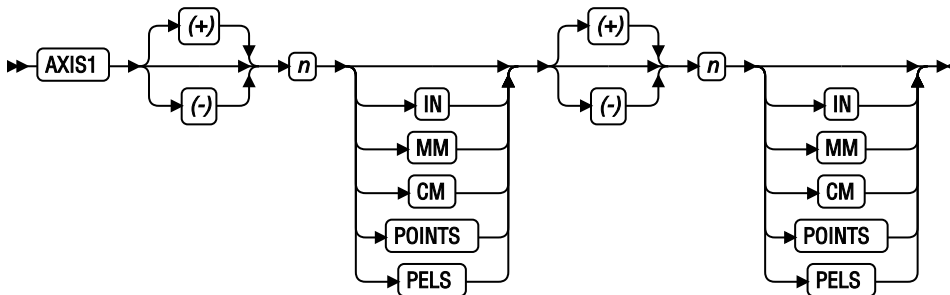 (+) (+)
AXIS1 n n
(-) IN (-) IN
MM MM
CM CM
POINTS POINTS
PELS PELS